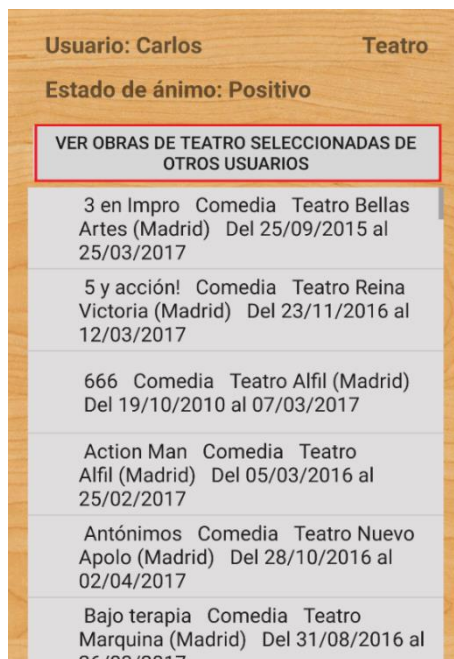 Usuario: Carlos Teatro
Estado de ánimo: Positivo
VER OBRAS DE TEATRO SELECCIONADAS DE
OTROS USUARIOS
3 en Impro Comedia Teatro Bellas
Artes (Madrid) Del 25/09/2015 al
25/03/2017
5 y acción! Comedia Teatro Reina
Victoria (Madrid) Del 23/11/2016 al
12/03/2017
666 Comedia Teatro Alfil (Madrid)
Del 19/10/2010 al 07/03/2017
Action Man Comedia Teatro
Alfil (Madrid) Del 05/03/2016 al
25/02/2017
Antónimos Comedia Teatro Nuevo
Apolo (Madrid) Del 28/10/2016 al
02/04/2017
Bajo terapia Comedia Teatro
Marquina (Madrid) Del 31/08/2016 al